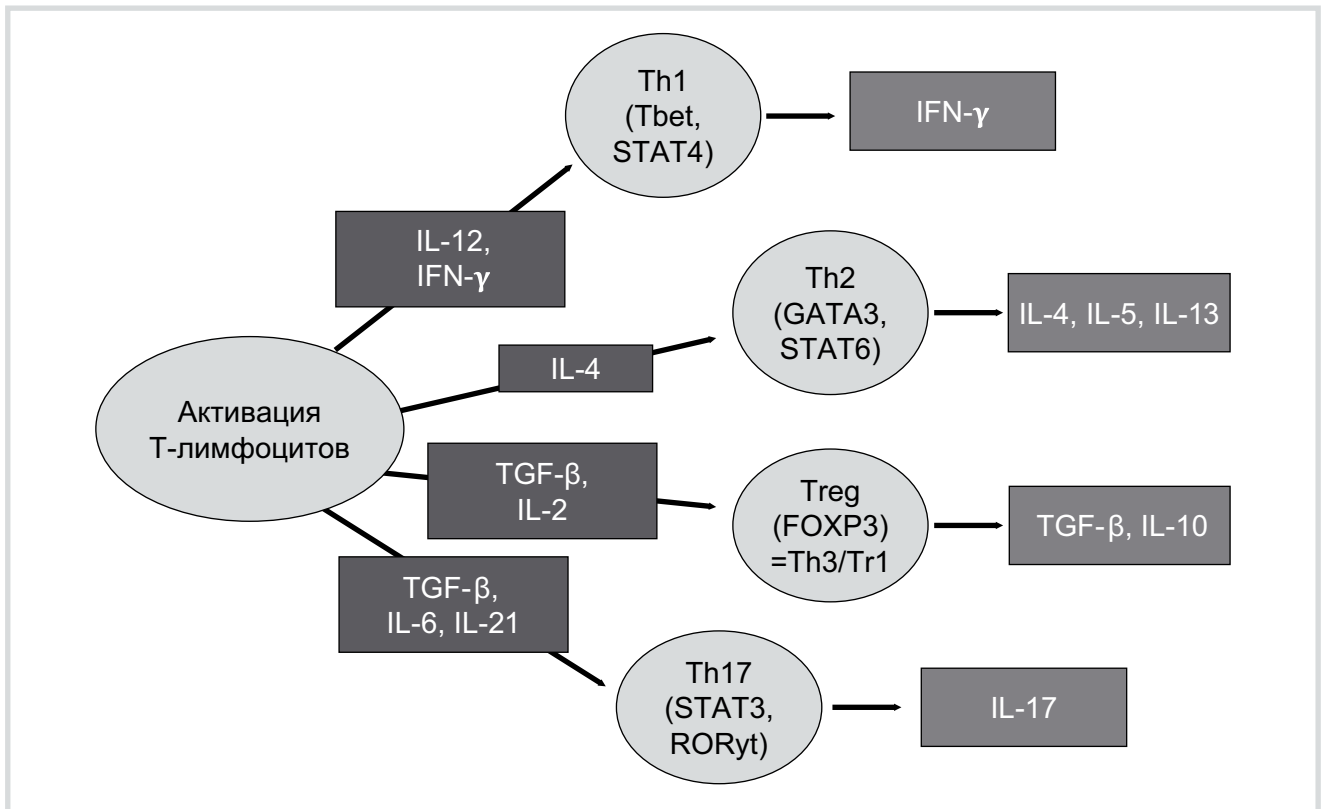 Th1
(Tbet,
STAT4)
IFN-γ
IL-12,
IFN-γ
Th2
(GATA3,
STAT6)
IL-4, IL-5, IL-13
IL-4
Активация
Т-лимфоцитов
TGF-β,
IL-2
Treg
(FOXP3)
=Th3/Tr1
TGF-β, IL-10
TGF-β,
IL-6, IL-21
Th17
(STAT3,
RORyt)
IL-17